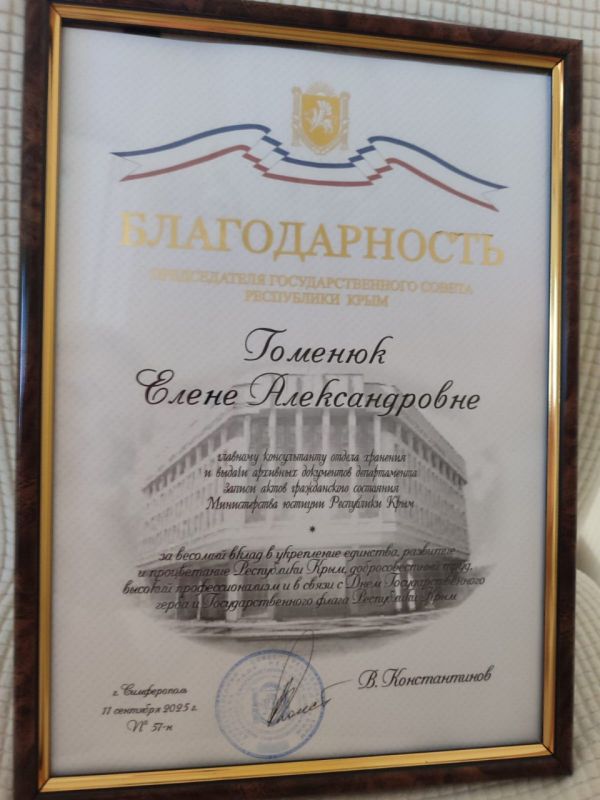 БЛАГОДАРНОСТЬ
ПРЕДСЕДАТЕЛЯ ГОСУДАРСТВЕННОГО СОВЕТА
РЕСПУБЛИКИ КРЫМ
Гоменюк
Елене Александровне
главному консультанту отдела хранения
и выдачи архивных документов департамента
записи актов гражданского состояния
Министерства юстиции Республики Крым
*
за весомый вклад в укрепление единства, развитие
и процветание Республики Крым, добросовестный труд,
высокий профессионализм и в связи с Днем Государственного
герба и Государственного флага Республики Крым
В. Константинов
г. Симферополь
11 сентября 2025 г.
№ 57-н